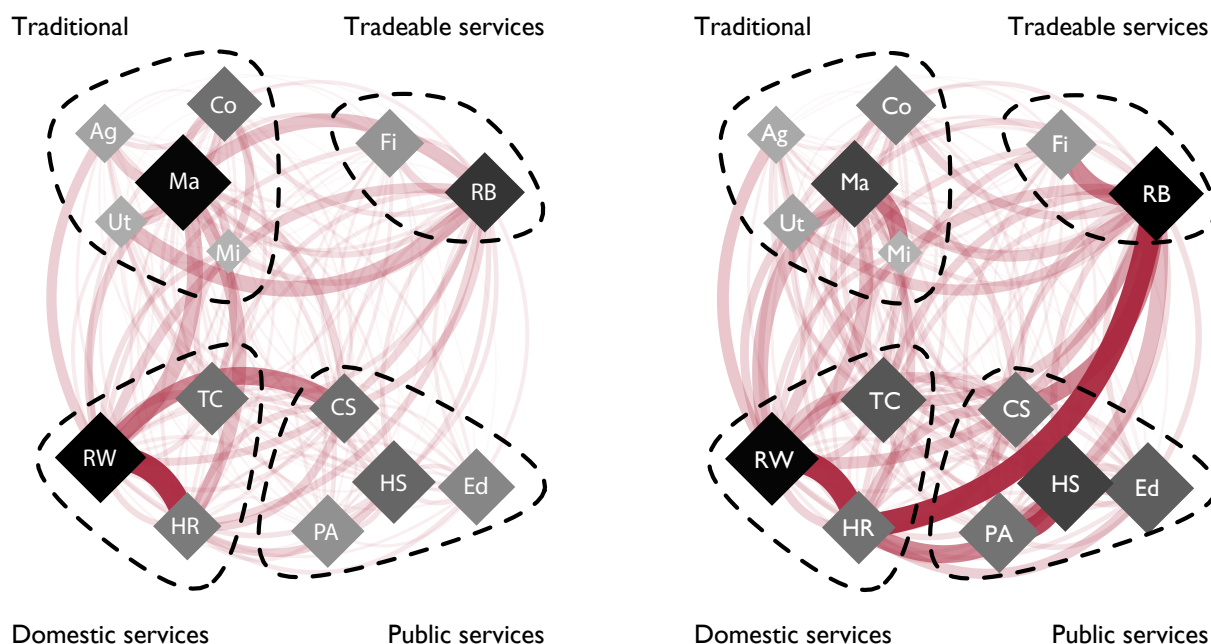 Traditional
Tradeable services
Co
Ag
Fi
Ma
RB
Ut
Mi
TC
CS
RW
HS
Ed
HR
PA
Domestic services
Public services
Traditional
Tradeable services
Co
Ag
Fi
Ma
RB
Ut
Mi
TC
CS
RW
HS
Ed
HR
PA
Domestic services
Public services